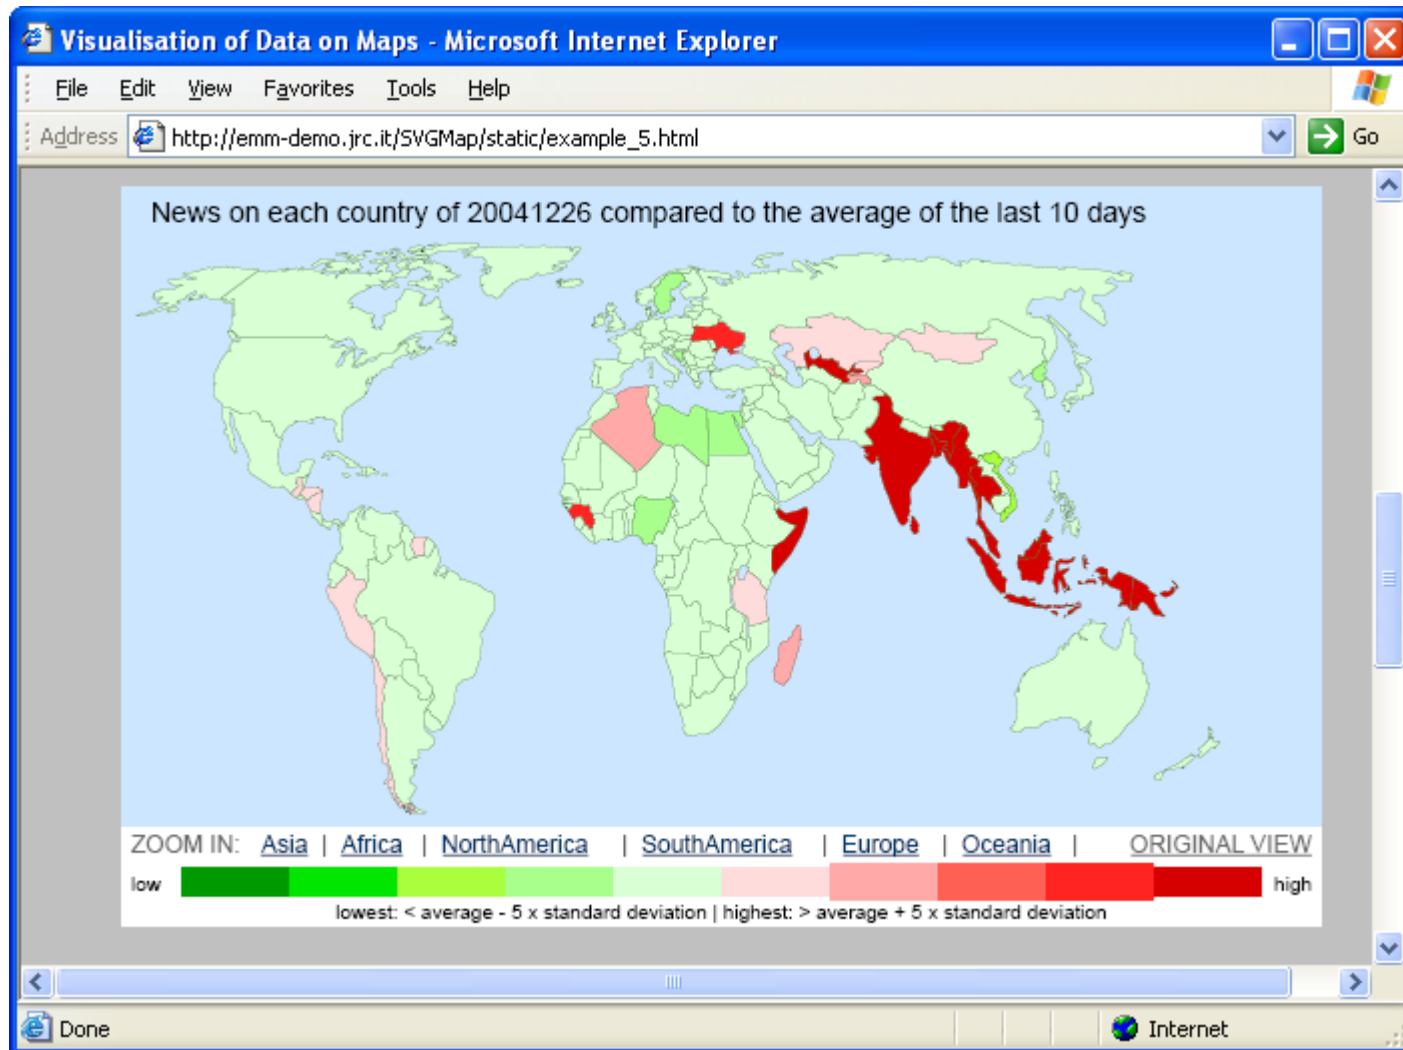 Visualisation of Data on Maps - Microsoft Internet Explorer
File Edit View Favorites Tools Help
Address http://emm-demo.jrc.it/SVGMap/static/example_5.html Go
News on each country of 20041226 compared to the average of the last 10 days
ZOOM IN: Asia | Africa | NorthAmerica | SouthAmerica | Europe | Oceania | ORIGINAL VIEW
low high
lowest: < average - 5 x standard deviation | highest: > average + 5 x standard deviation
Done Internet